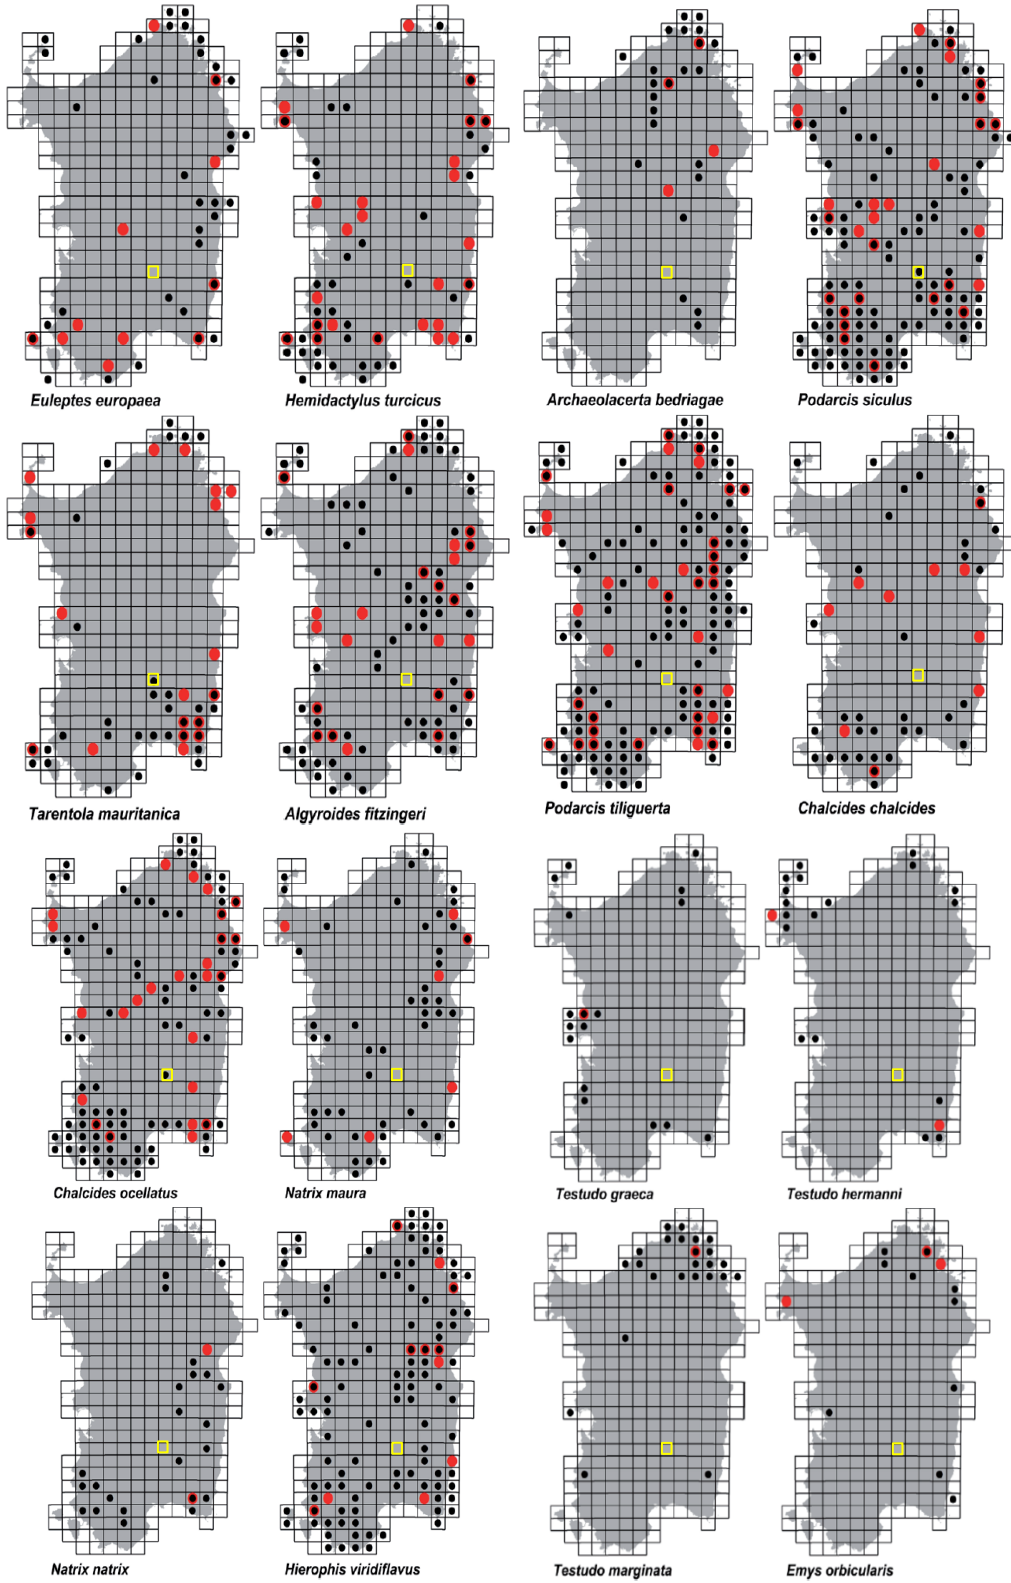 Euleptes europaea
Hemidactylus turcicus
Archaeolacerta bedriagae
Podarcis siculus
Tarentola mauritanica
Algyroides fitzingeri
Podarcis tiliguerta
Chalcides chalcides
Chalcides ocellatus
Natrix maura
Testudo graeca
Testudo hermanni
Natrix natrix
Hierophis viridiflavus
Testudo marginata
Emys orbicularis